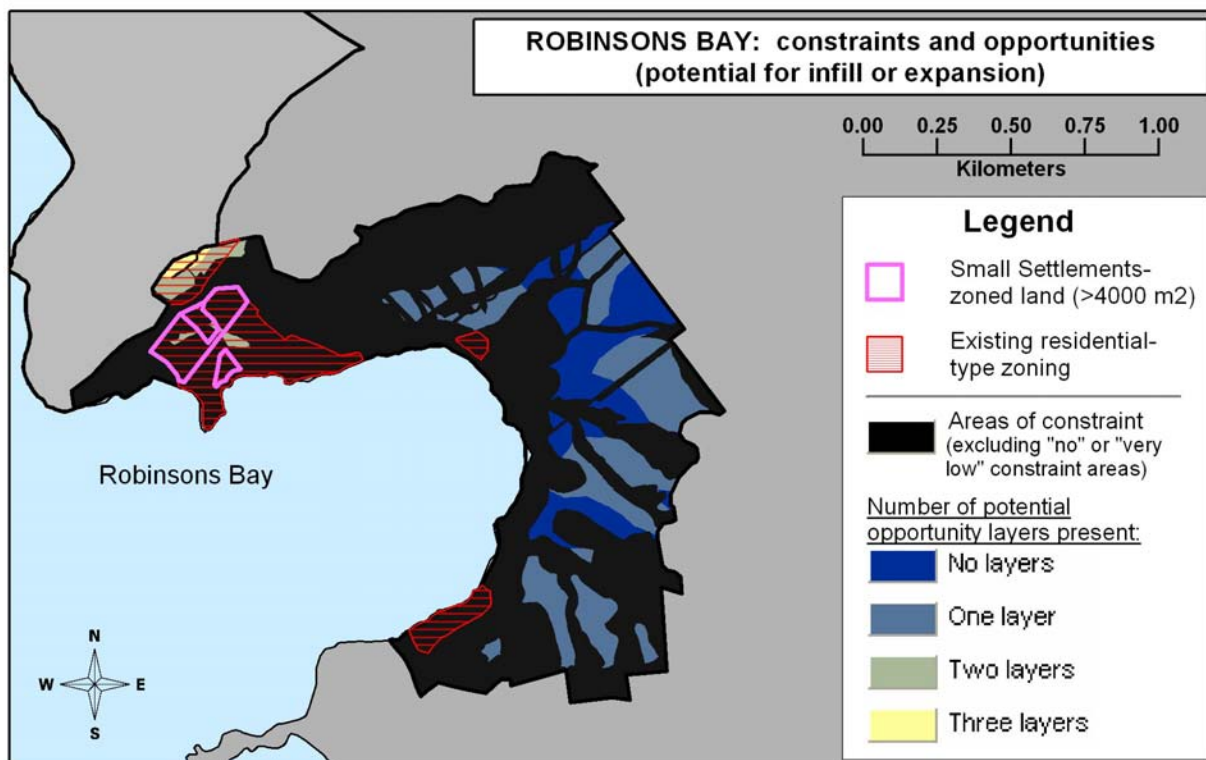 ROBINSONS BAY: constraints and opportunities
(potential for infill or expansion)
0.00 0.25 0.50 0.75 1.00
Kilometers
Legend
Small Settlements-
zoned land (>4000 m2)
Existing residential-
type zoning
Areas of constraint
(excluding "no" or "very
low" constraint areas)
Number of potential
opportunity layers present:
No layers
One layer
Two layers
Three layers
Robinsons Bay
N
W E
S